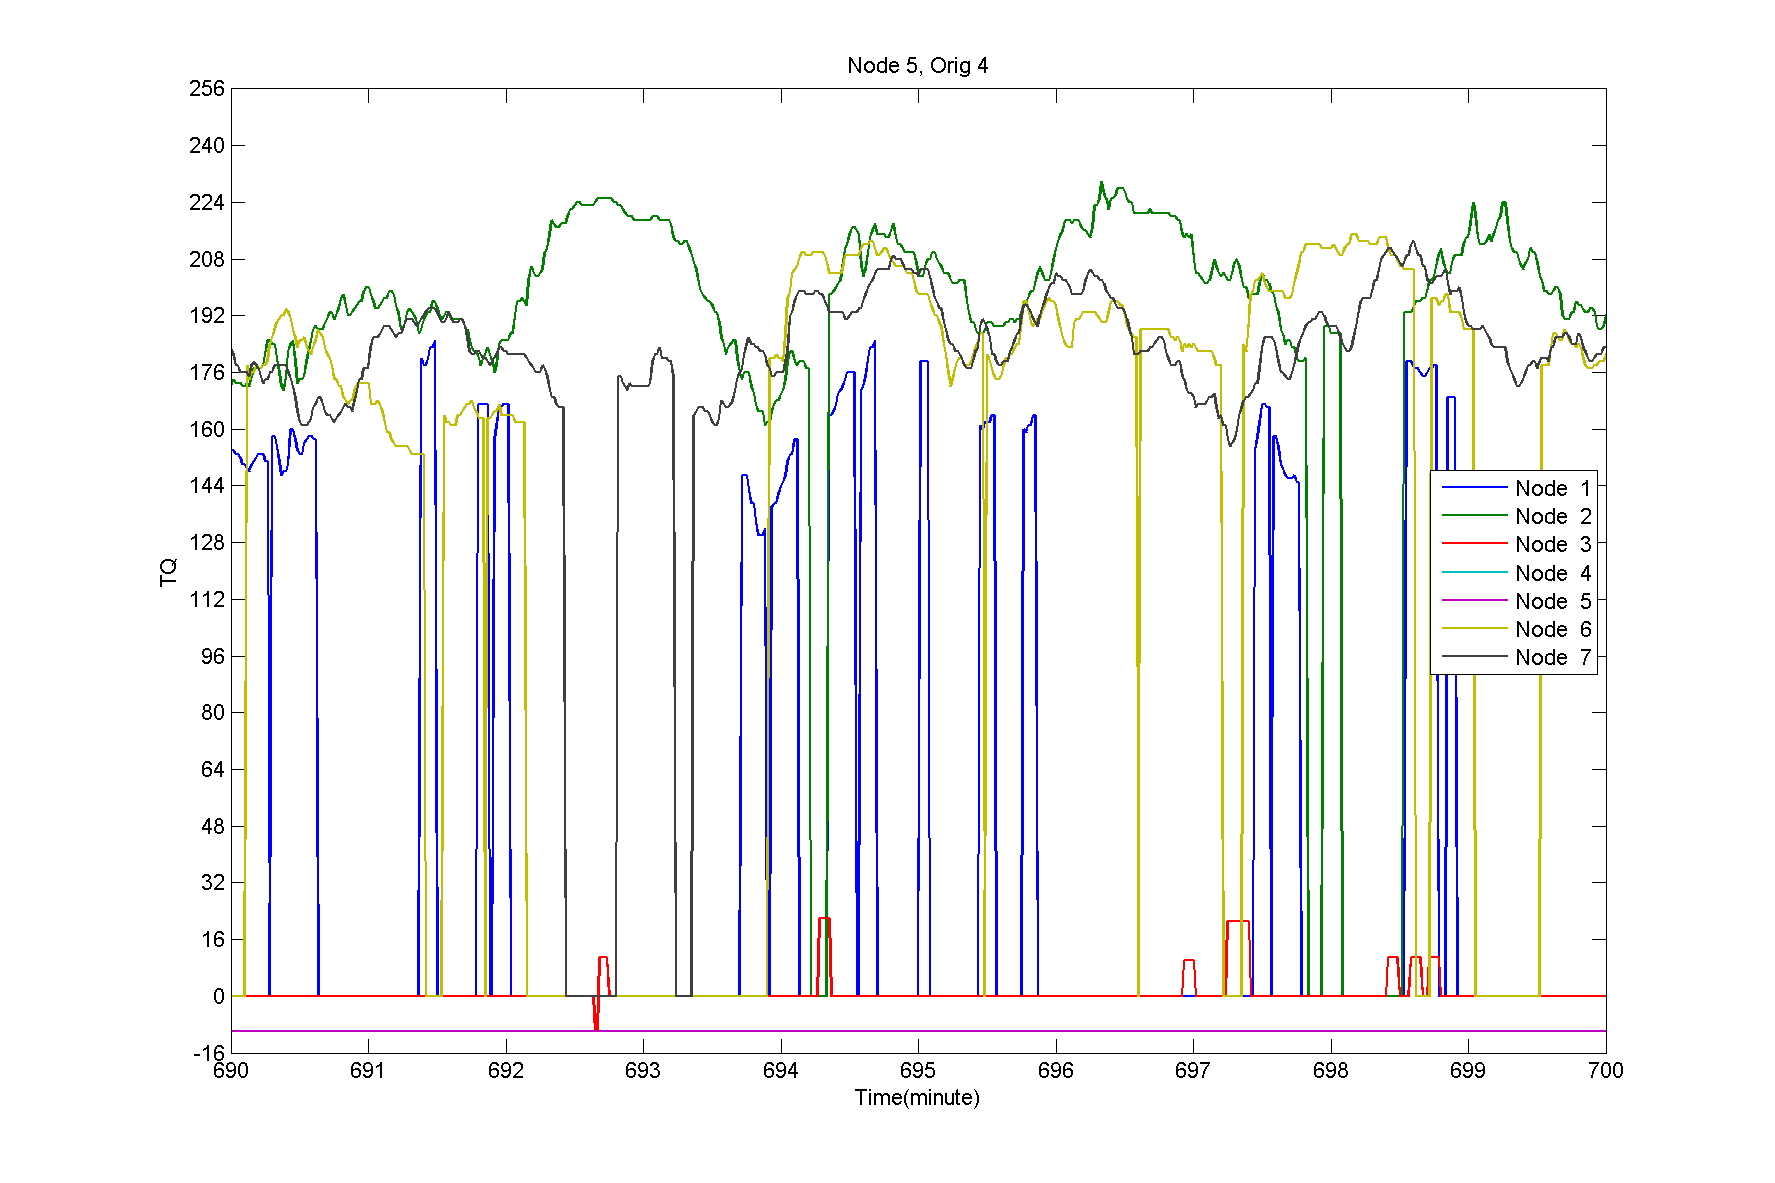 Node 5, Orig 4
256
240
224
208
192
176
160
144
128
112
96
80
64
48
32
16
0
-16
TQ
Node 1
Node 2
Node 3
Node 4
Node 5
Node 6
Node 7
690 691 692 693 694 695 696 697 698 699 700
Time(minute)